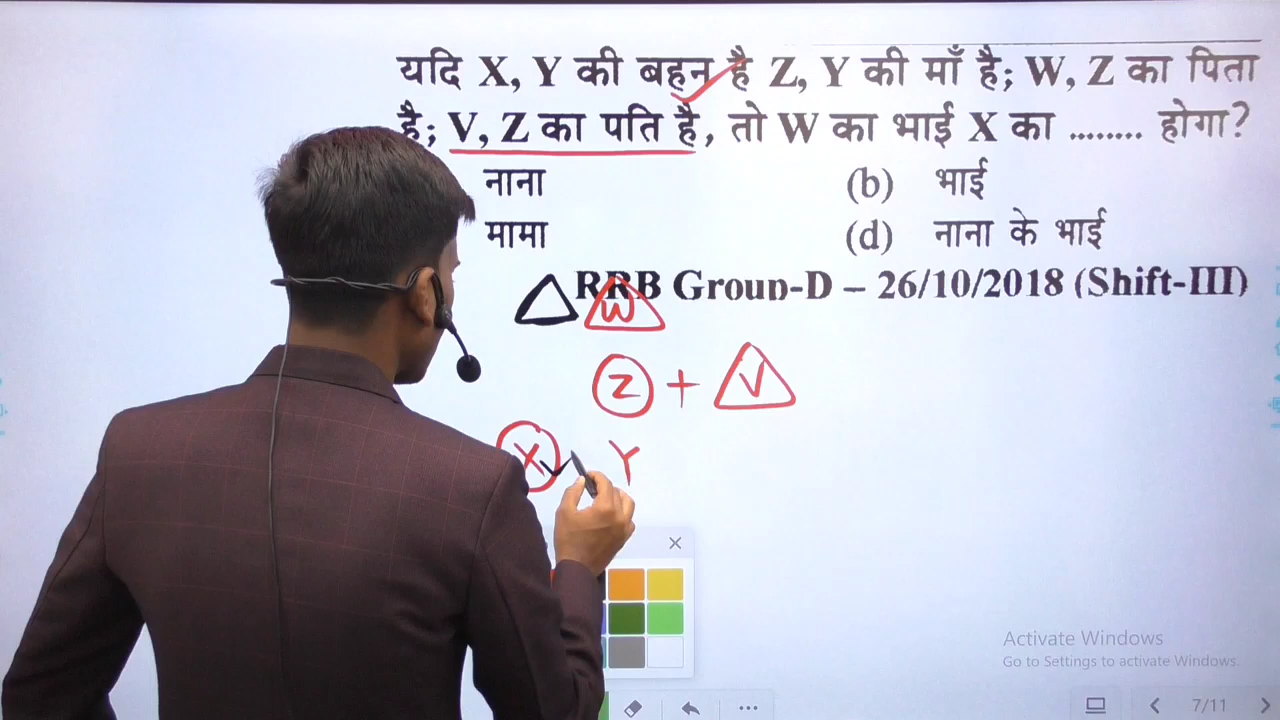 यदि X, Y की बहन है Z, Y की माँ है; W, Z का पिता
है; V, Z का पति है, तो W का भाई X का ........ होगा?
नाना (b) भाई
मामा (d) नाना के भाई
RRB Group-D – 26/10/2018 (Shift-III)
W
Z + V
X Y
Activate Windows
Go to Settings to activate Windows.
7/11